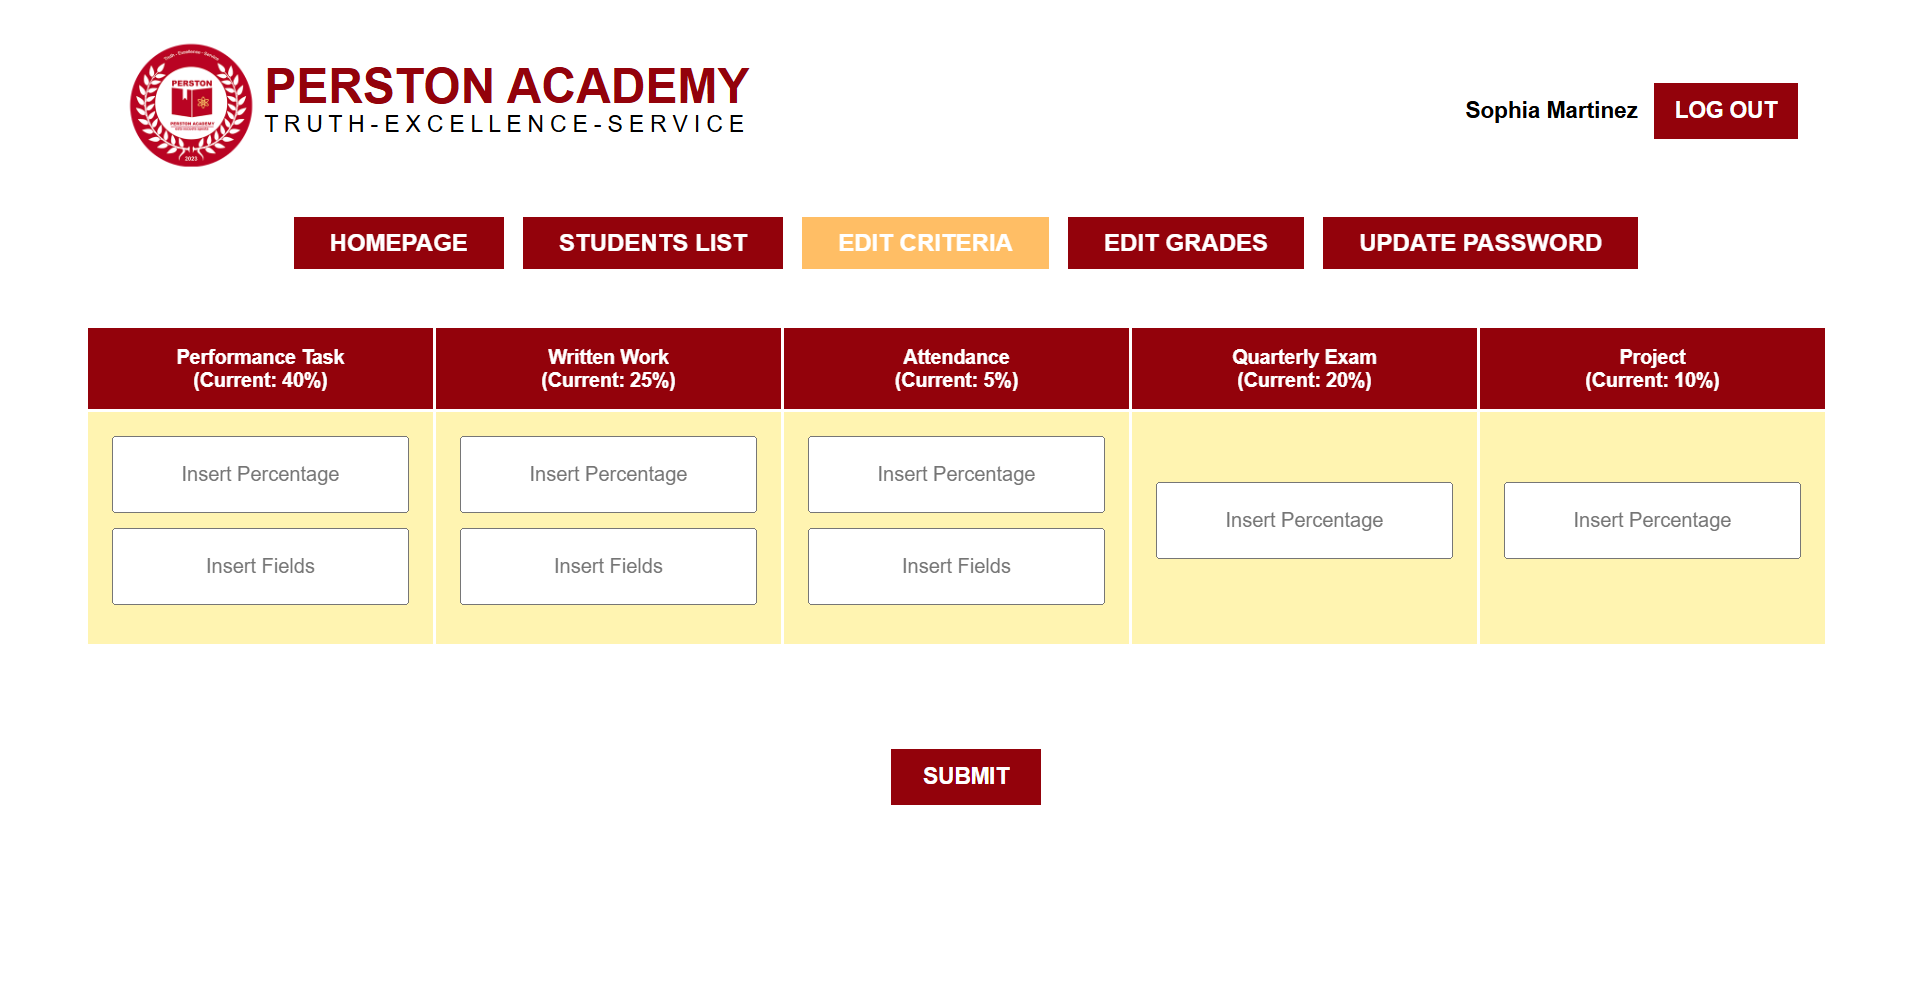 Truth - Excellence - Service
PERSTON
PERSTON ACADEMY
2023
PERSTON ACADEMY
TRUTH-EXCELLENCE-SERVICE
Sophia Martinez
LOG OUT
HOMEPAGE
STUDENTS LIST
EDIT CRITERIA
EDIT GRADES
UPDATE PASSWORD
Performance Task
(Current: 40%)
Written Work
(Current: 25%)
Attendance
(Current: 5%)
Quarterly Exam
(Current: 20%)
Project
(Current: 10%)
Insert Percentage
Insert Percentage
Insert Percentage
Insert Percentage
Insert Percentage
Insert Fields
Insert Fields
Insert Fields
SUBMIT